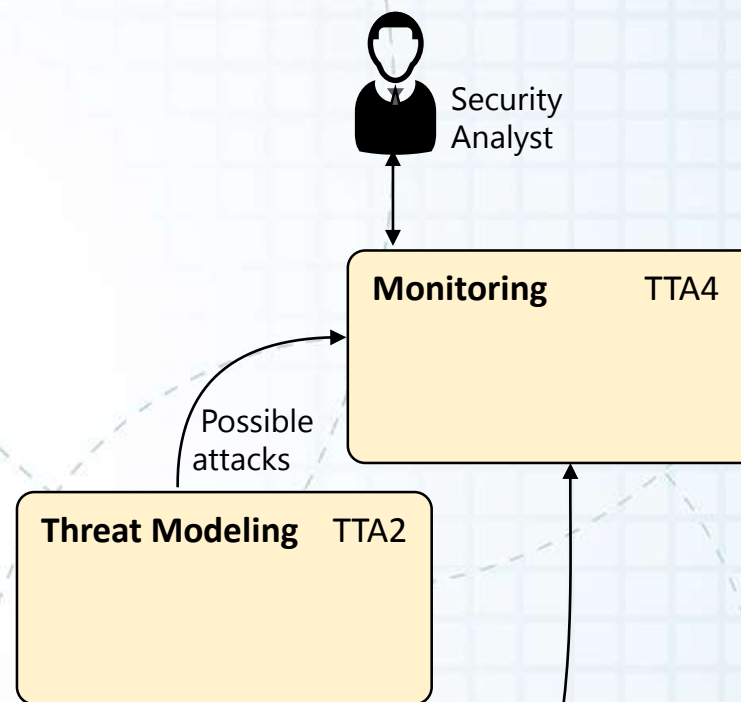 Security
Analyst
Monitoring TTA4
Possible
attacks
Threat Modeling TTA2